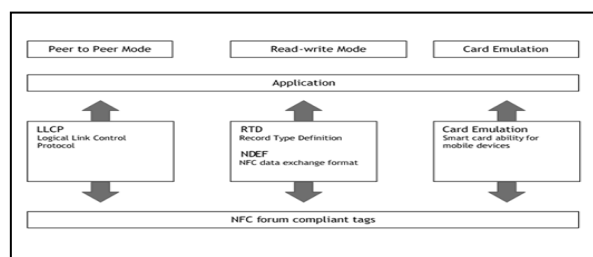 Peer to Peer Mode
Read-write Mode
Card Emulation
Application
LLCP
Logical Link Control
Protocol
RTD
Record Type Definition
NDEF
NFC data exchange format
Card Emulation
Smart card ability for
mobile devices
NFC forum compliant tags